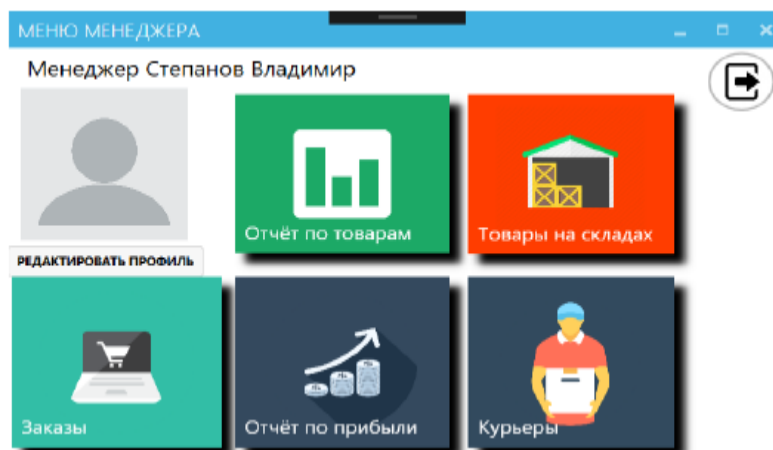 МЕНЮ МЕНЕДЖЕРА
Менеджер Степанов Владимир
Отчёт по товарам
Товары на складах
РЕДАКТИРОВАТЬ ПРОФИЛЬ
Заказы
Отчёт по прибыли
Курьеры